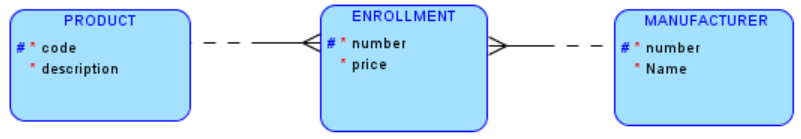 PRODUCT
# * code
* description
ENROLLMENT
# * number
* price
MANUFACTURER
# * number
* Name